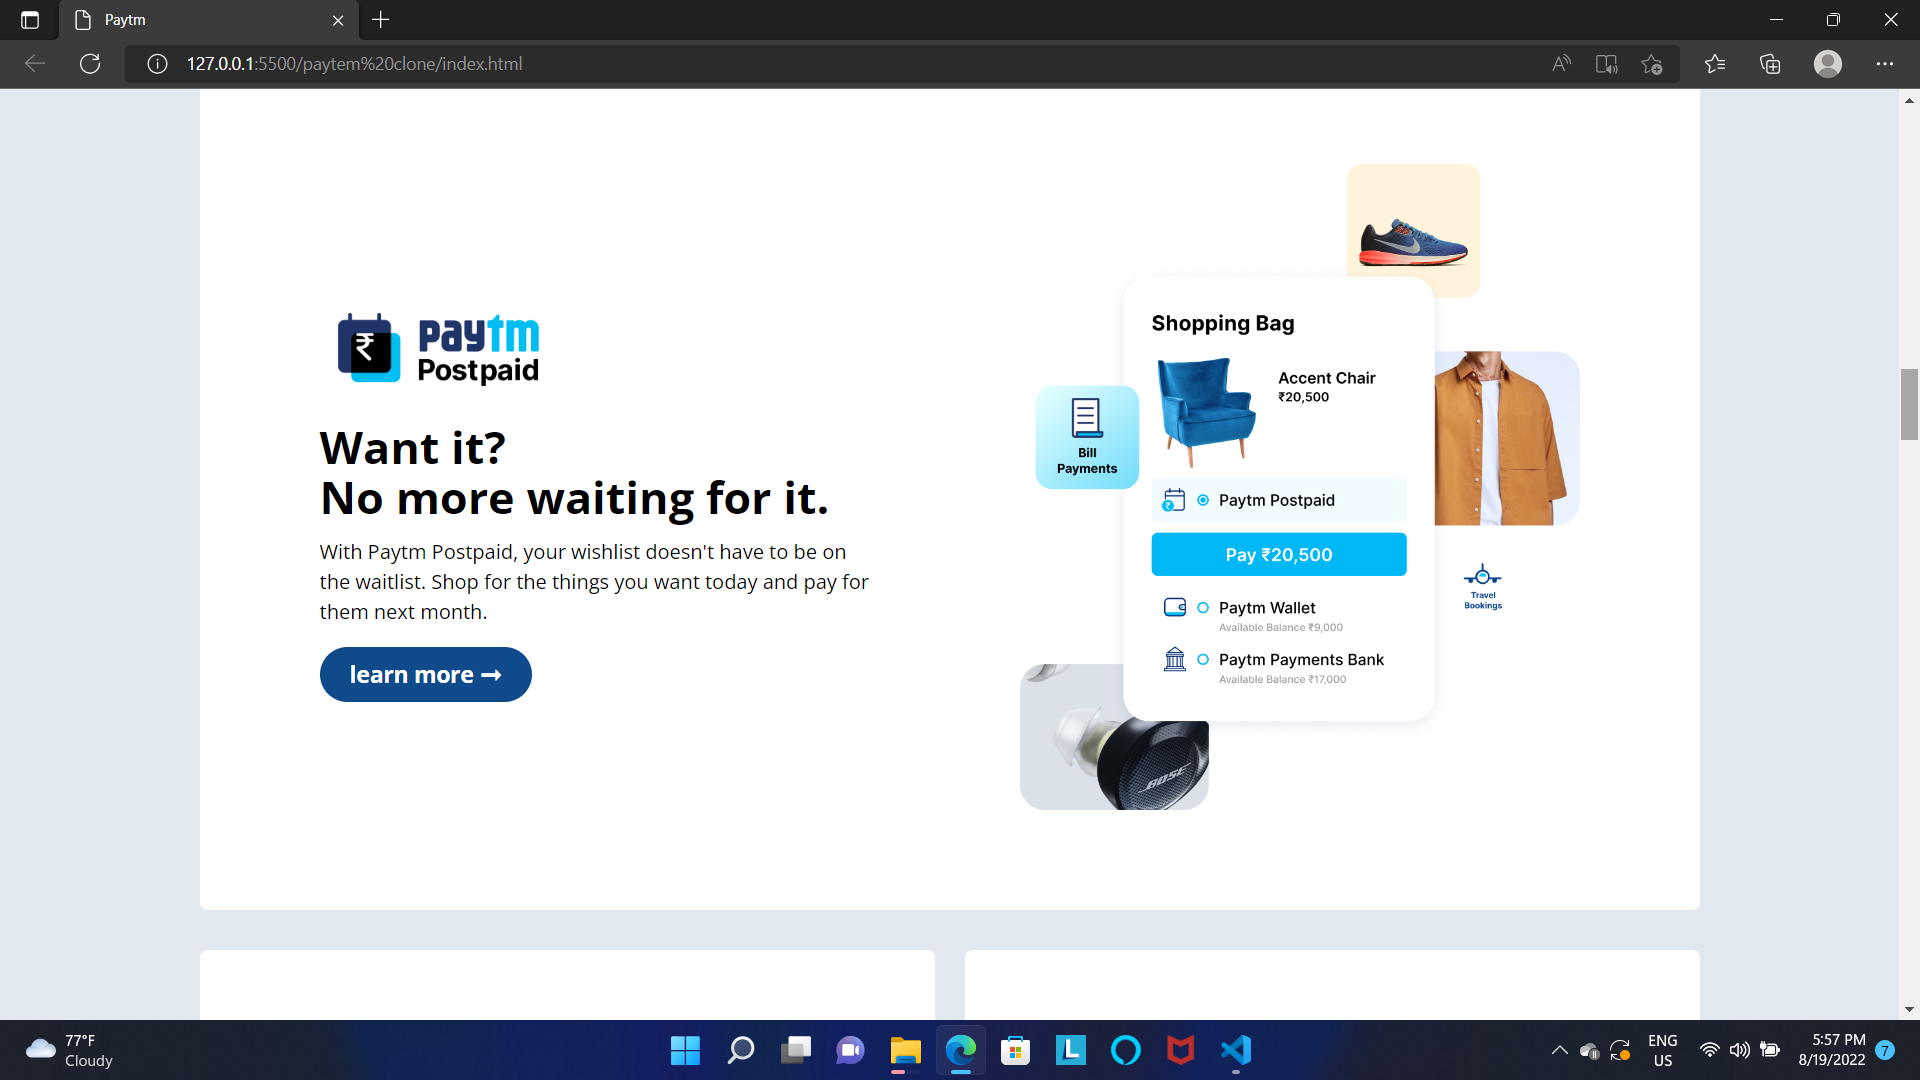 Paytm
127.0.0.1:5500/paytem%20clone/index.html
₹
paytm
Postpaid
Want it?
No more waiting for it.
With Paytm Postpaid, your wishlist doesn't have to be on
the waitlist. Shop for the things you want today and pay for
them next month.
learn more ➞
Shopping Bag
Accent Chair
₹20,500
Bill
Payments
Paytm Postpaid
Pay ₹20,500
Travel
Bookings
Paytm Wallet
Available Balance ₹9,000
Paytm Payments Bank
Available Balance ₹17,000
BOSE
77°F
Cloudy
L
ENG
US
5:57 PM
8/19/2022
7